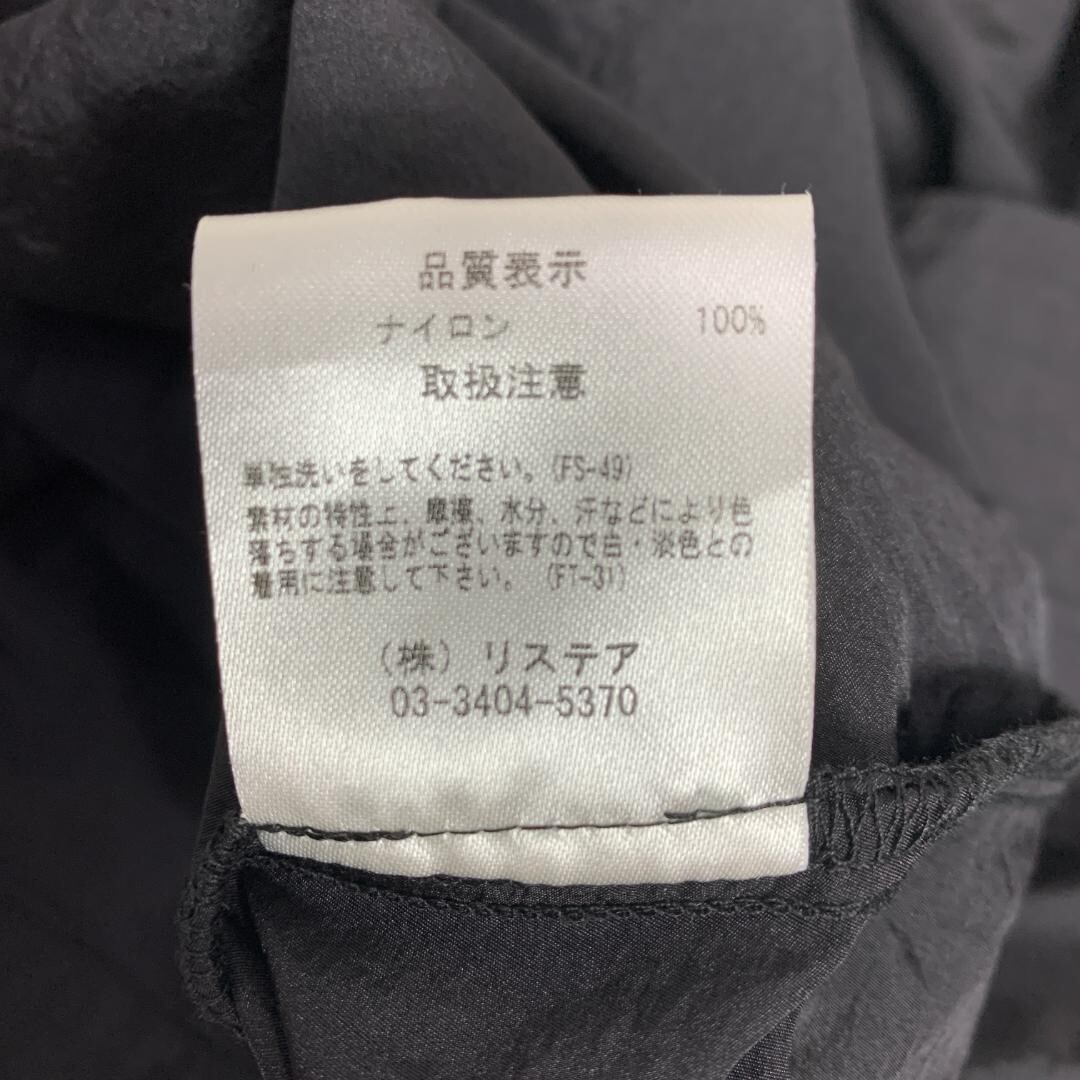 品質表示
ナイロン 100%
取扱注意
単独洗いをしてください。(FS-49)
素材の特性上、摩擦、水分、汗などにより色
落ちする場合がございますので白・淡色との
着用に注意して下さい。(FT-31)
(株) リステア
03-3404-5370